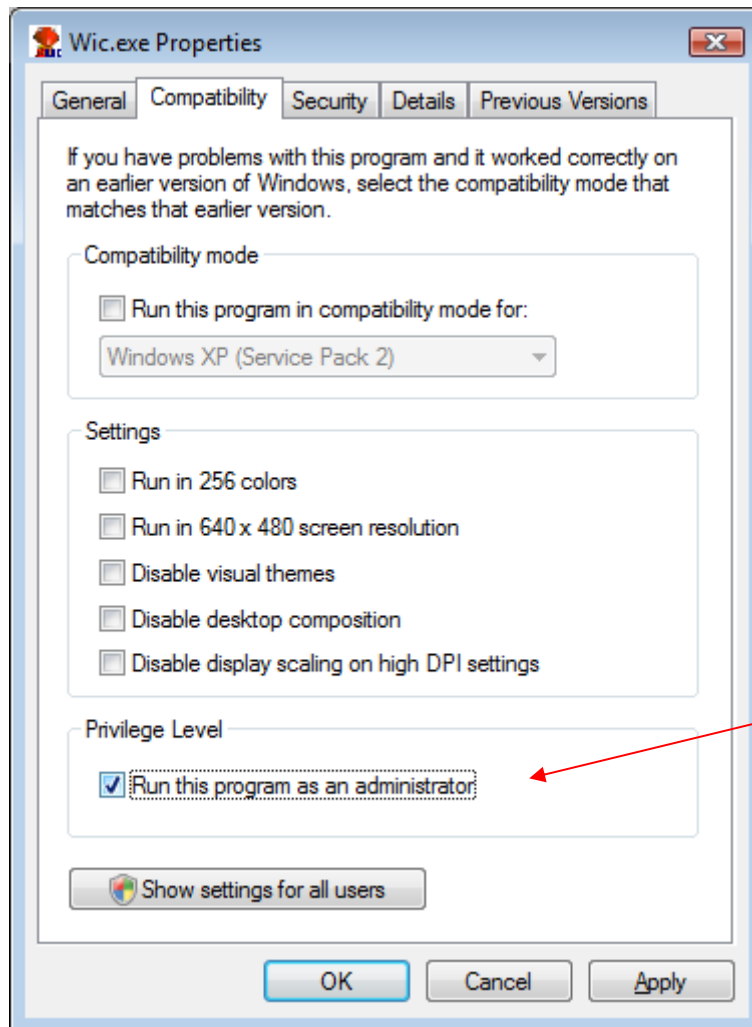 Wic.exe Properties
General Compatibility Security Details Previous Versions
If you have problems with this program and it worked correctly on
an earlier version of Windows, select the compatibility mode that
matches that earlier version.
Compatibility mode
Run this program in compatibility mode for:
Windows XP (Service Pack 2)
Settings
Run in 256 colors
Run in 640 x 480 screen resolution
Disable visual themes
Disable desktop composition
Disable display scaling on high DPI settings
Privilege Level
Run this program as an administrator
Show settings for all users
OK Cancel Apply